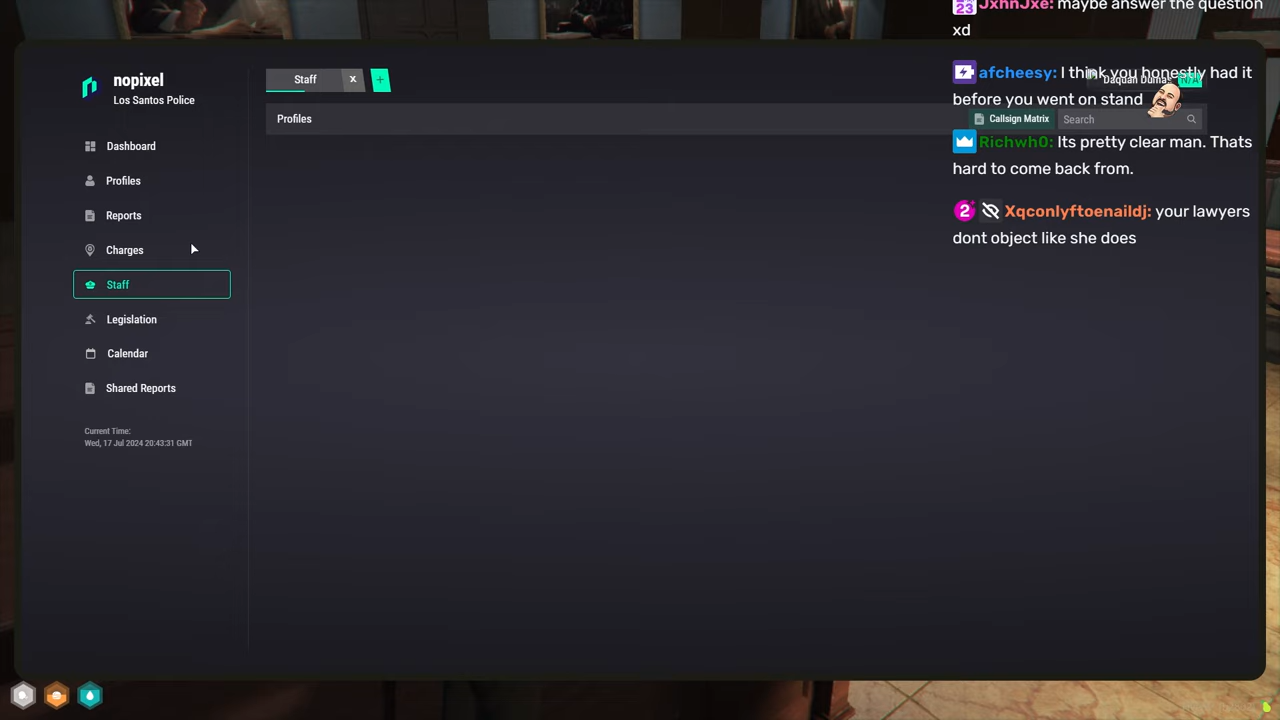 JxhnJxe: maybe answer the question
xd
afcheesy: I think you honestly had it
before you went on stand
Richwh0: Its pretty clear man. Thats
hard to come back from.
2 Xqconlyftoenaildj: your lawyers
dont object like she does
nopixel
Los Santos Police
Dashboard
Profiles
Reports
Charges
Staff
Legislation
Calendar
Shared Reports
Current Time:
Wed, 17 Jul 2024 20:43:31 GMT
Staff x +
Profiles
Callsign Matrix
Search
23
N/A
Daquan